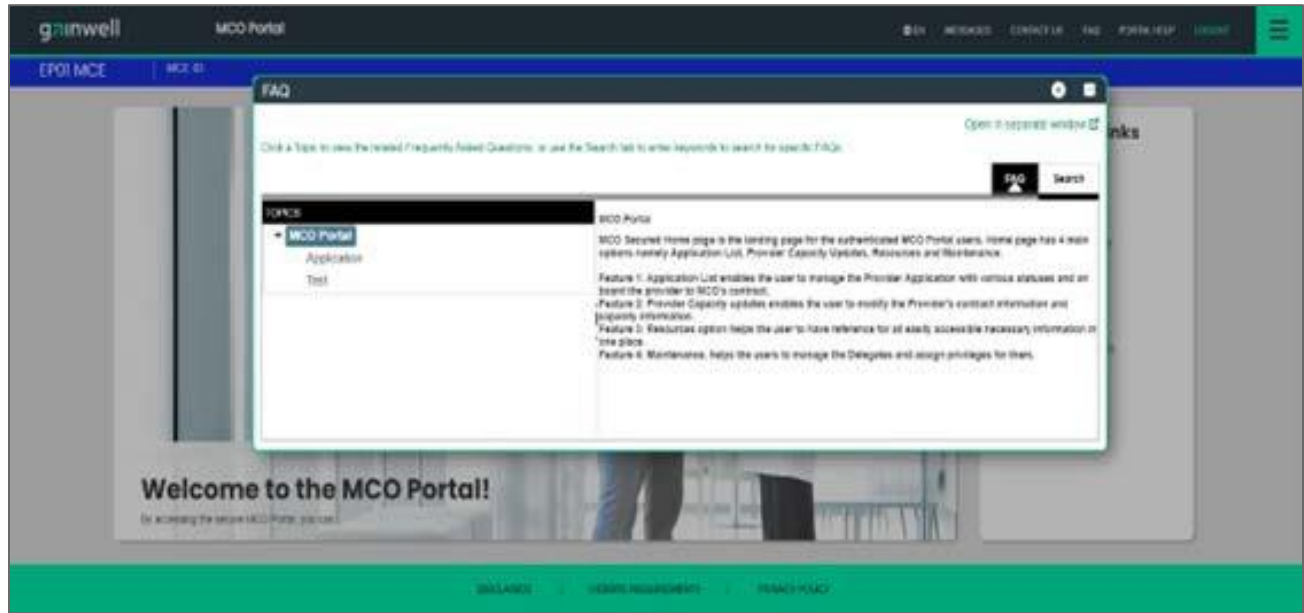 gainwell
MCO Portal
EN MESSAGES CONTACT US FAQ PORTAL HELP LOGOUT
EP01 MCE
MCE ID
FAQ
Open in separate window
Links
Click a Topic to view the related Frequently Asked Questions, or use the Search tab to enter keywords to search for specific FAQs.
FAQ Search
TOPICS
MCO Portal
Application
Test
MCO Portal
MCO Secured Home page is the landing page for the authenticated MCO Portal users. Home page has 4 main
options namely Application List, Provider Capacity Updates, Resources and Maintenance.
Feature 1: Application List enables the user to manage the Provider Application with various statuses and on
board the provider to MCO's contract.
Feature 2: Provider Capacity updates enables the user to modify the Provider's contract information and
capacity information.
Feature 3: Resources option helps the user to have reference for all easily accessible necessary information in
one place.
Feature 4: Maintenance, helps the users to manage the Delegates and assign privileges for them.
Welcome to the MCO Portal!
By accessing the secure MCO Portal, you can
DISCLAIMER | WEBSITE REQUIREMENTS | PRIVACY POLICY